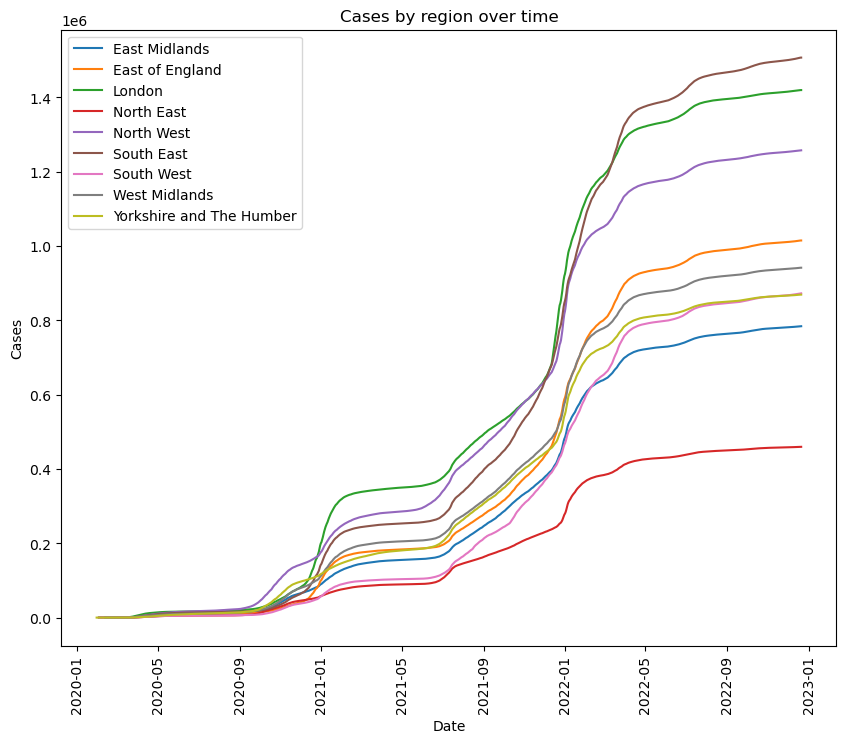 Cases by region over time
1e6
East Midlands
East of England
London
North East
North West
South East
South West
West Midlands
Yorkshire and The Humber
1.4
1.2
1.0
0.8
0.6
0.4
0.2
0.0
Cases
2020-01
2020-05
2020-09
2021-01
2021-05
2021-09
2022-01
2022-05
2022-09
2023-01
Date